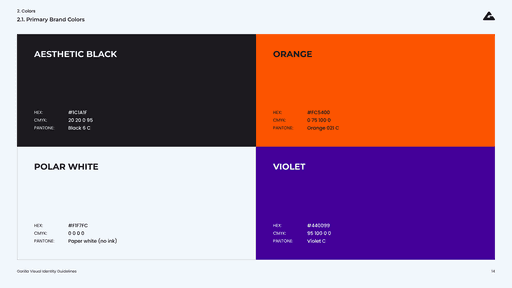 2. Colors
2.1. Primary Brand Colors
AESTHETIC BLACK
HEX: #1C1A1F
CMYK: 20 20 0 95
PANTONE: Black 6 C
ORANGE
HEX: #FC5400
CMYK: 0 75 100 0
PANTONE: Orange 021 C
POLAR WHITE
HEX: #F1F7FC
CMYK: 0 0 0 0
PANTONE: Paper white (no ink)
VIOLET
HEX: #440099
CMYK: 95 100 0 0
PANTONE: Violet C
Visual Identity Guidelines